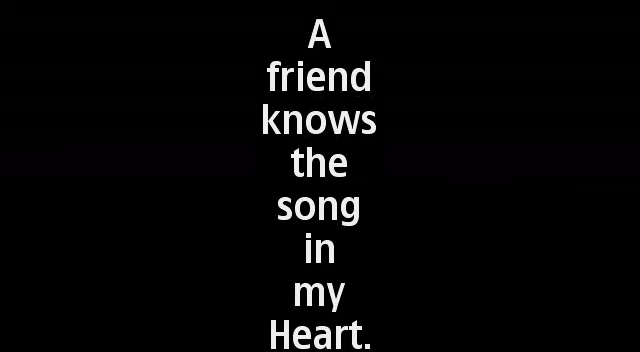 A
friend
knows
the
song
in
my
Heart.